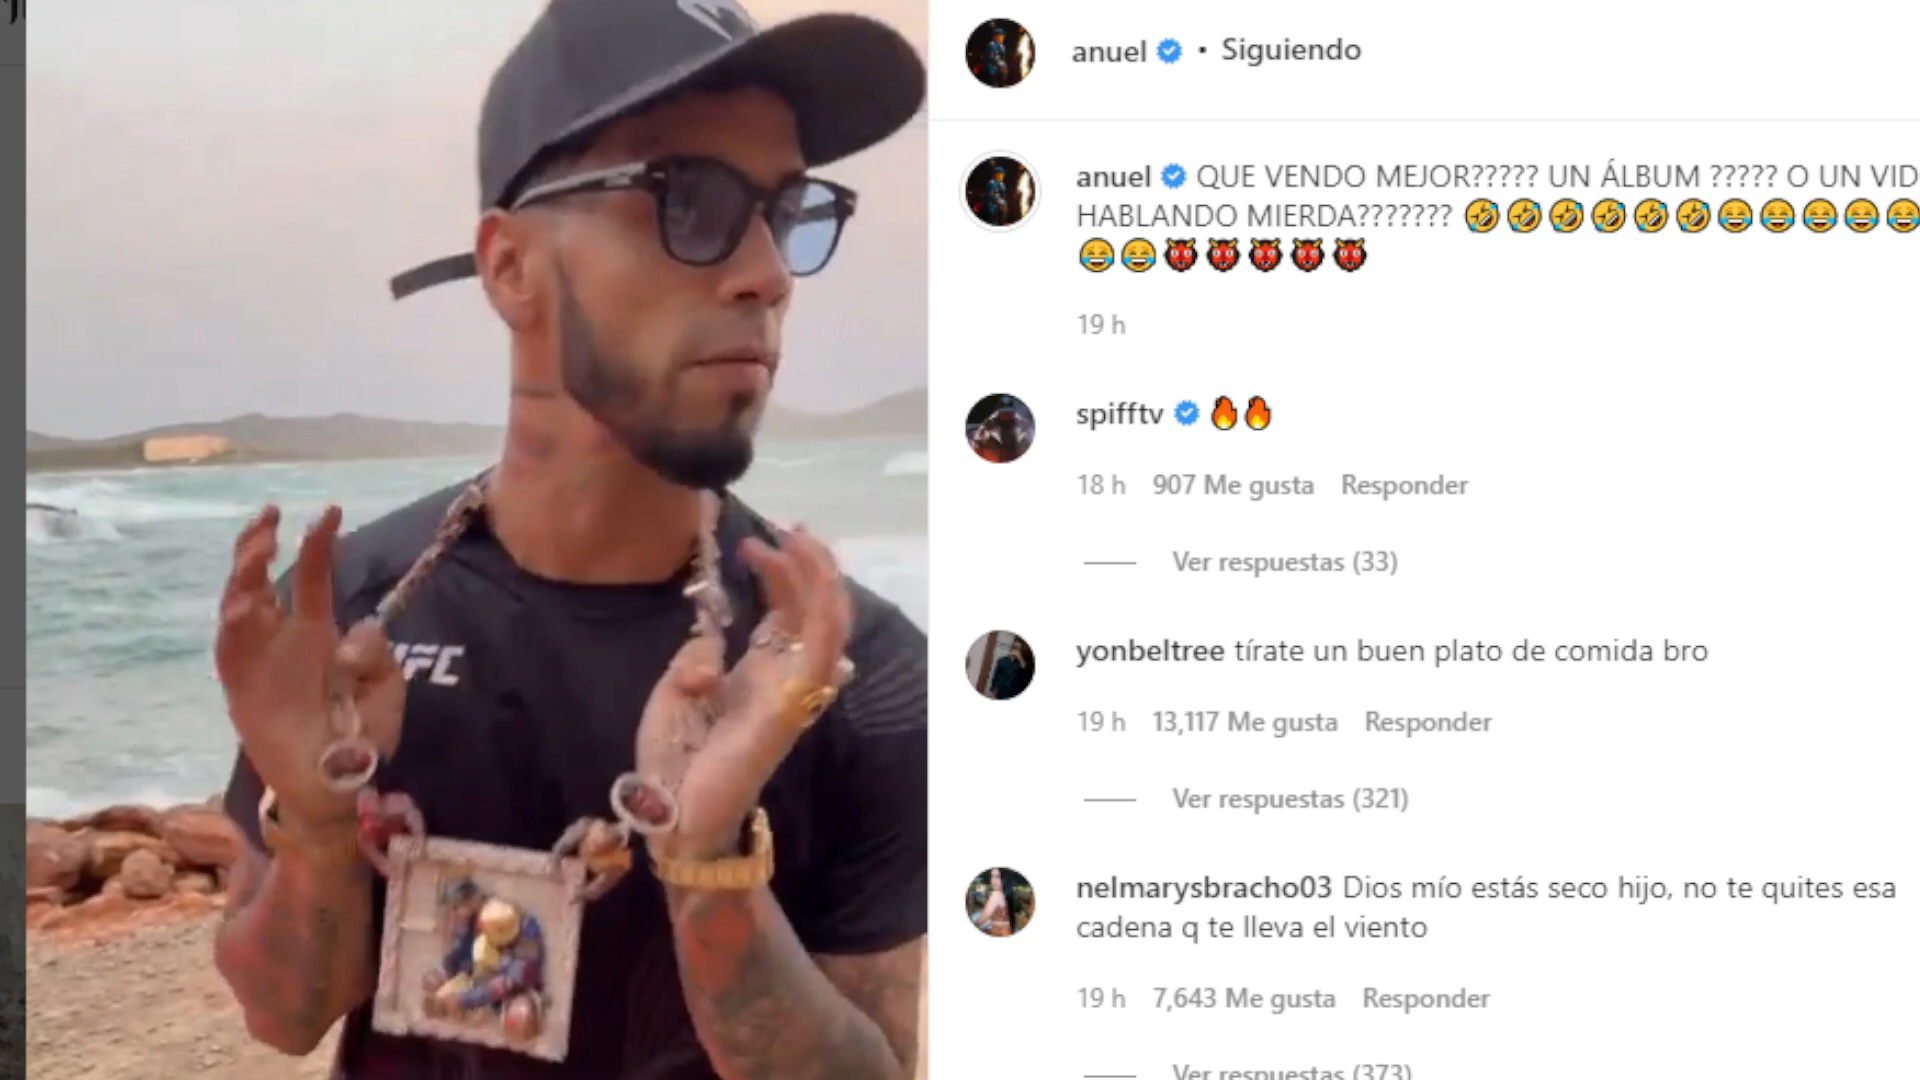 anuel • Siguiendo
anuel QUE VENDO MEJOR????? UN ÁLBUM ????? O UN VID
HABLANDO MIERDA??????? 🤣🤣🤣🤣🤣🤣😂😂😂😂😂
😂😂👹👹👹👹👹
19 h
spifftv 🔥🔥
18 h 907 Me gusta Responder
Ver respuestas (33)
yonbeltree tírate un buen plato de comida bro
19 h 13,117 Me gusta Responder
Ver respuestas (321)
nelmarysbracho03 Dios mío estás seco hijo, no te quites esa
cadena q te lleva el viento
19 h 7,643 Me gusta Responder
Ver respuestas (373)
UFC